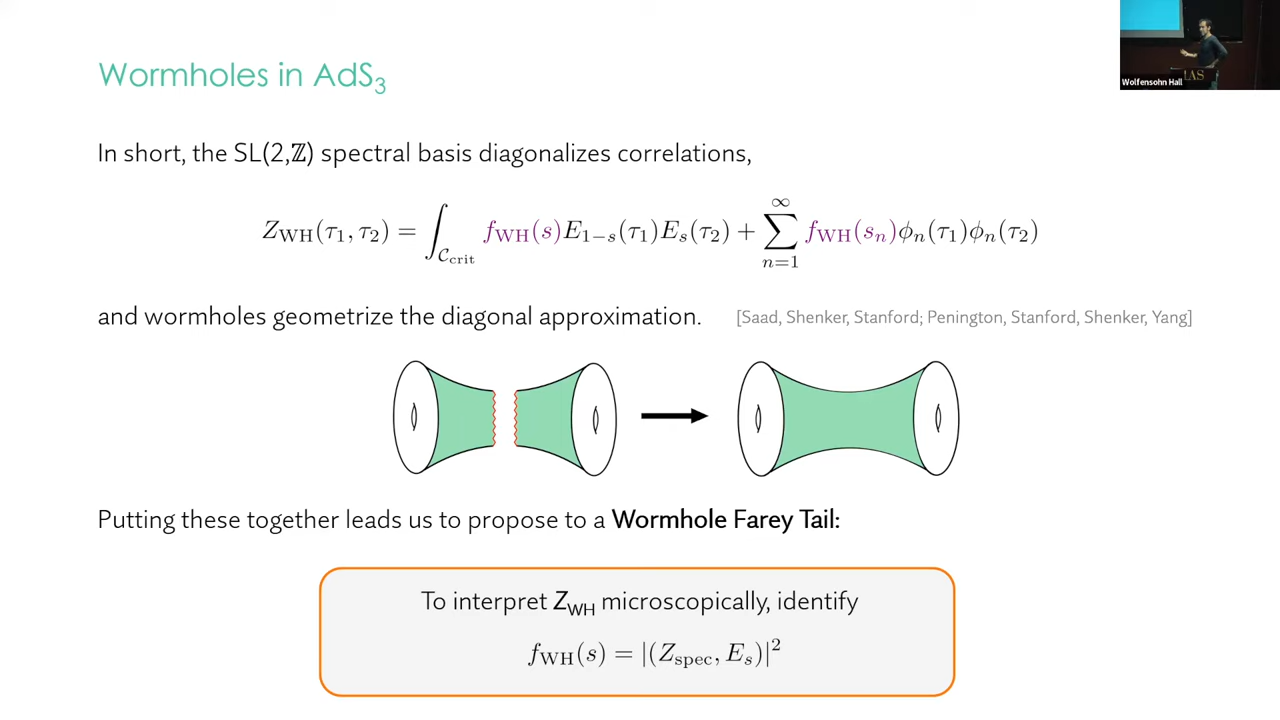 Wormholes in AdS₃
Wolfensohn Hall
IAS
In short, the SL(2,ℤ) spectral basis diagonalizes correlations,
Z_WH(τ₁, τ₂) = ∫_{𝒞_crit} f_WH(s)E_{1−s}(τ₁)E_s(τ₂) + ∑_{n=1}^{∞} f_WH(s_n)ϕ_n(τ₁)ϕ_n(τ₂)
and wormholes geometrize the diagonal approximation. [Saad, Shenker, Stanford; Penington, Stanford, Shenker, Yang]
Putting these together leads us to propose to a Wormhole Farey Tail:
To interpret Z_WH microscopically, identify
f_WH(s) = |(Z_spec, E_s)|²